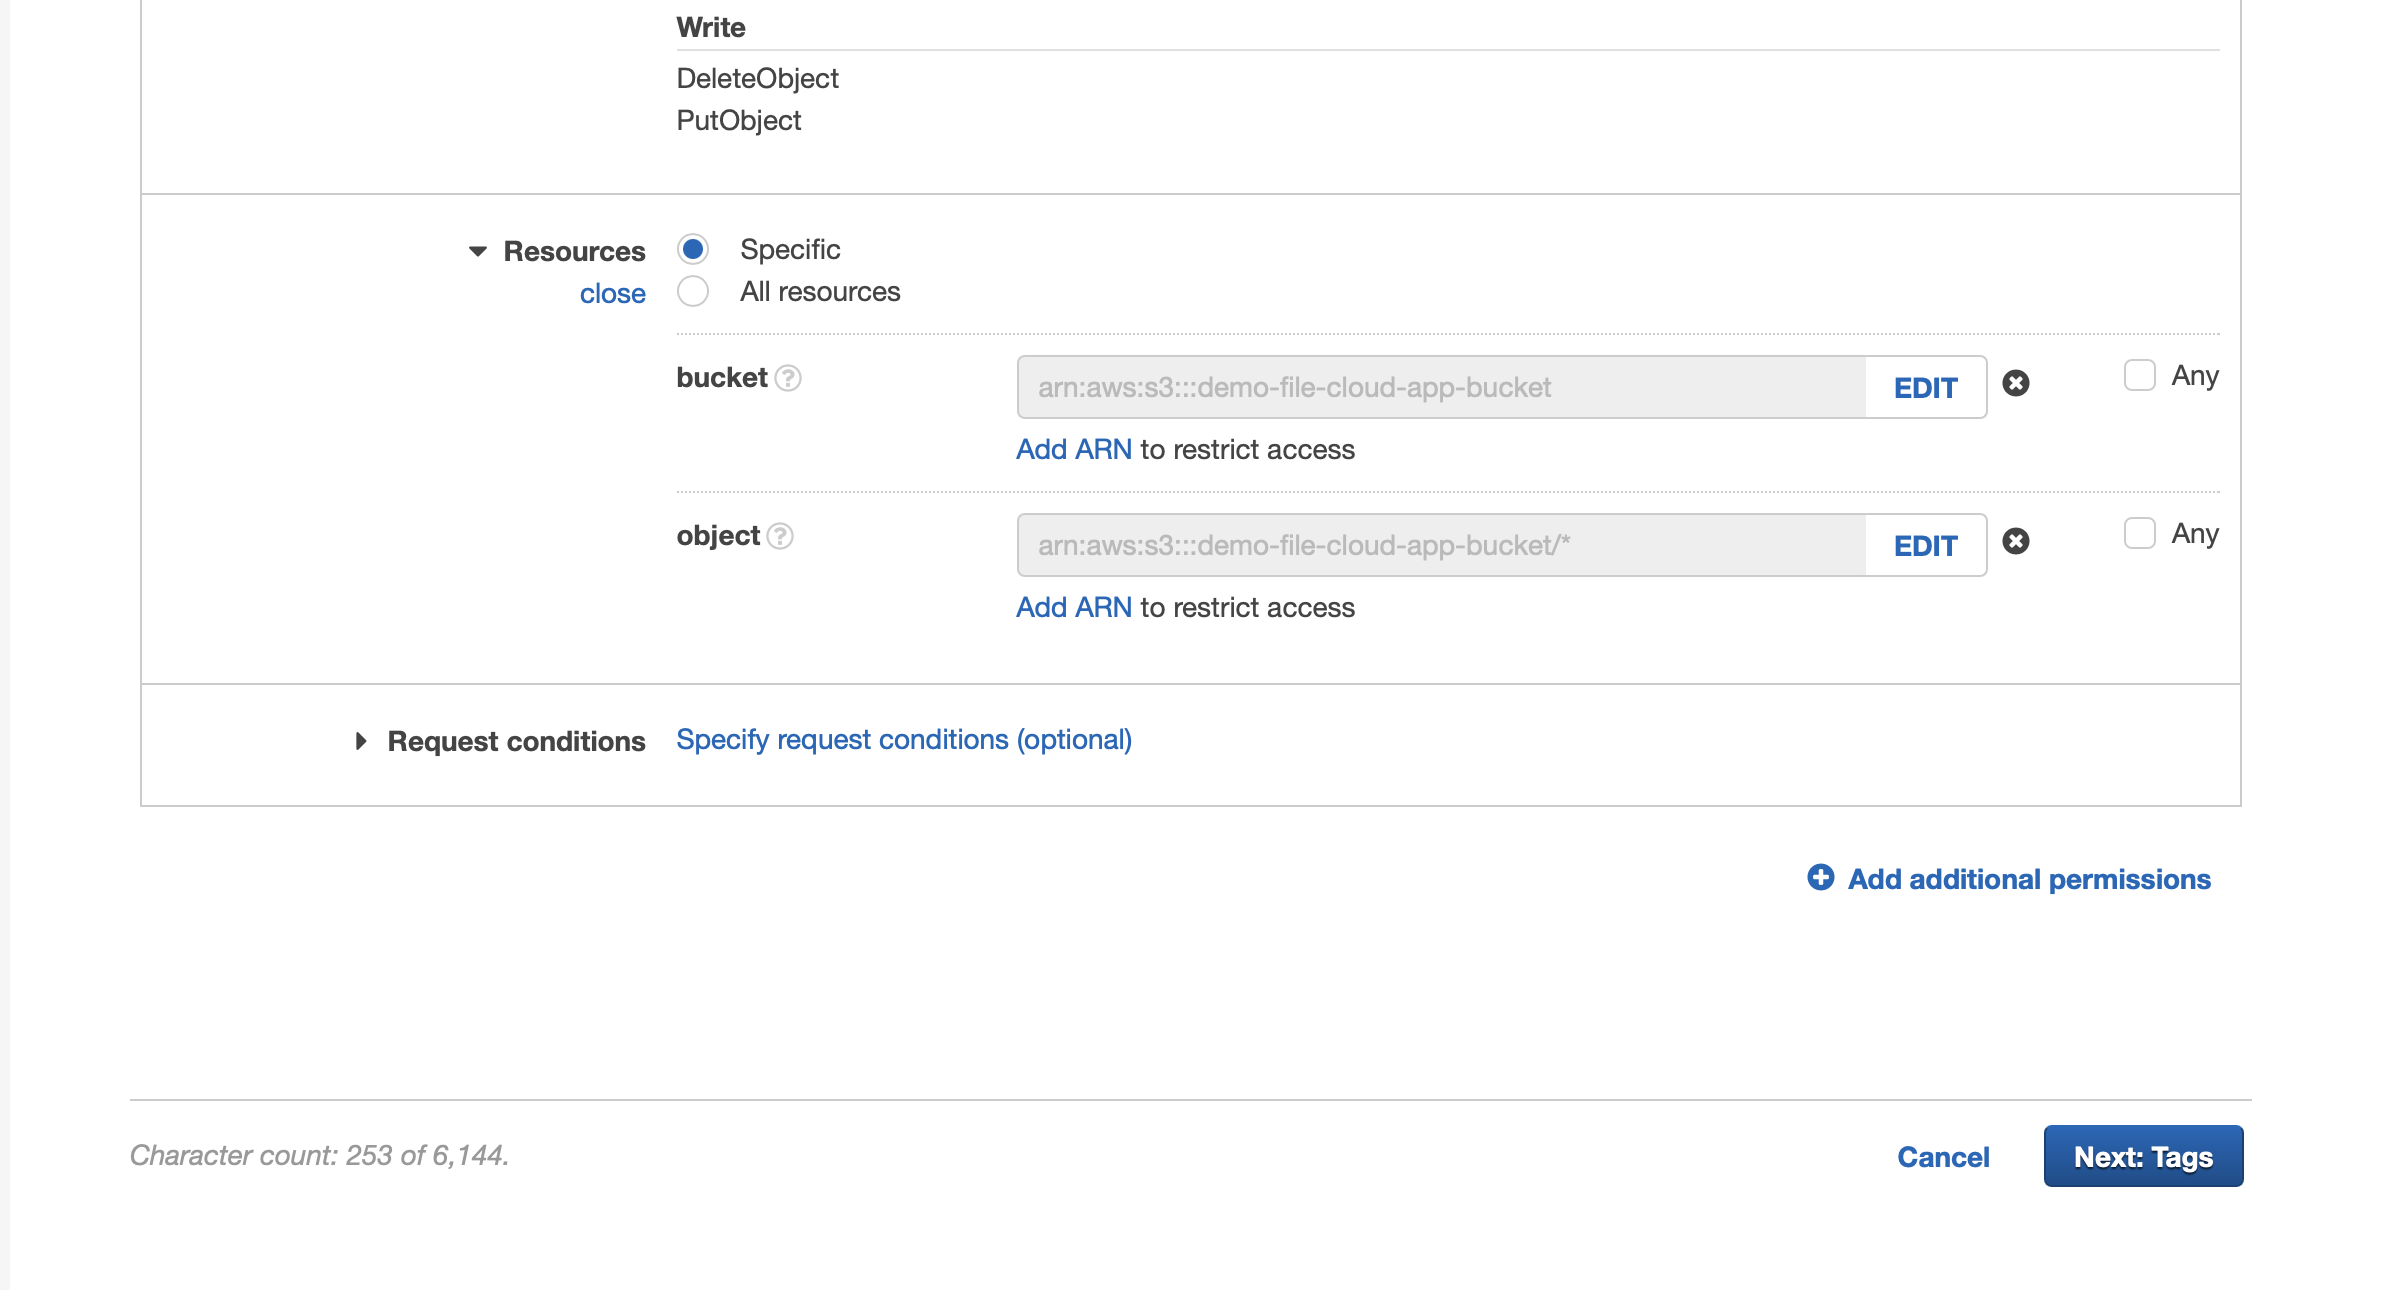 Write
DeleteObject
PutObject
Resources
close
Specific
All resources
bucket ?
arn:aws:s3:::demo-file-cloud-app-bucket
EDIT
Any
Add ARN to restrict access
object ?
arn:aws:s3:::demo-file-cloud-app-bucket/*
EDIT
Any
Add ARN to restrict access
Request conditions
Specify request conditions (optional)
Add additional permissions
Character count: 253 of 6,144.
Cancel
Next: Tags